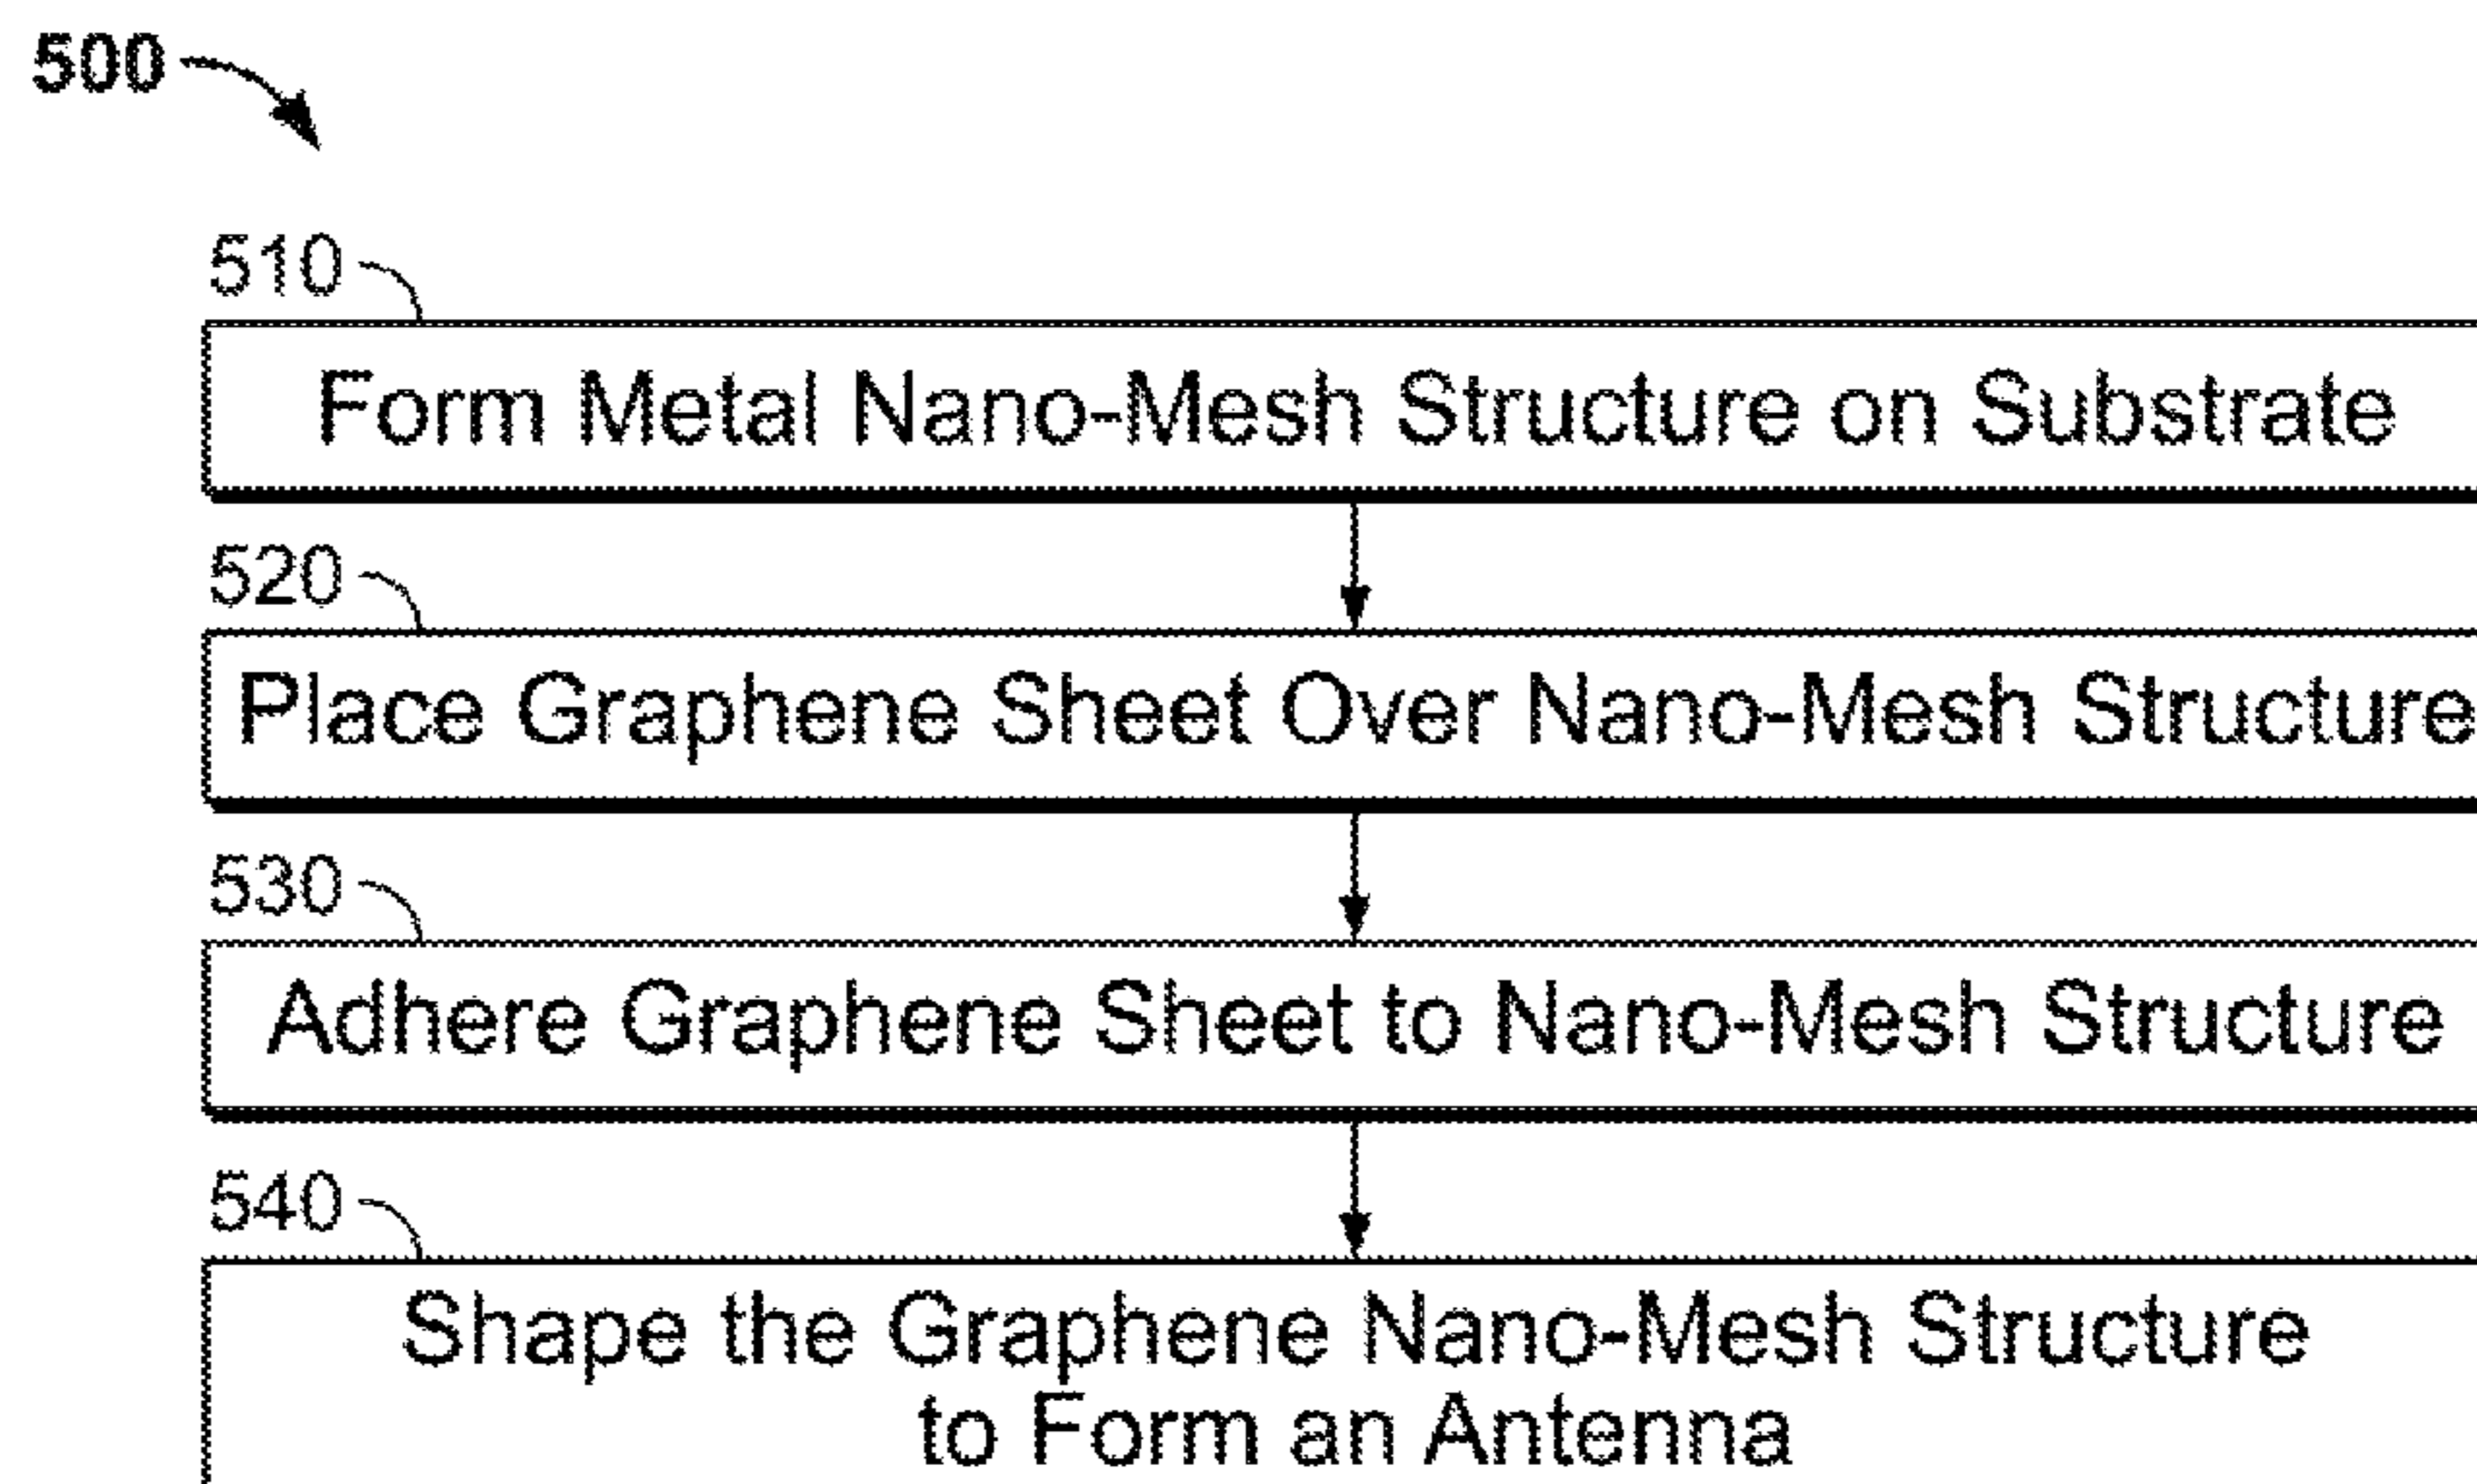 500
510
Form Metal Nano-Mesh Structure on Substrate
520
Place Graphene Sheet Over Nano-Mesh Structure
530
Adhere Graphene Sheet to Nano-Mesh Structure
540
Shape the Graphene Nano-Mesh Structure
to Form an Antenna